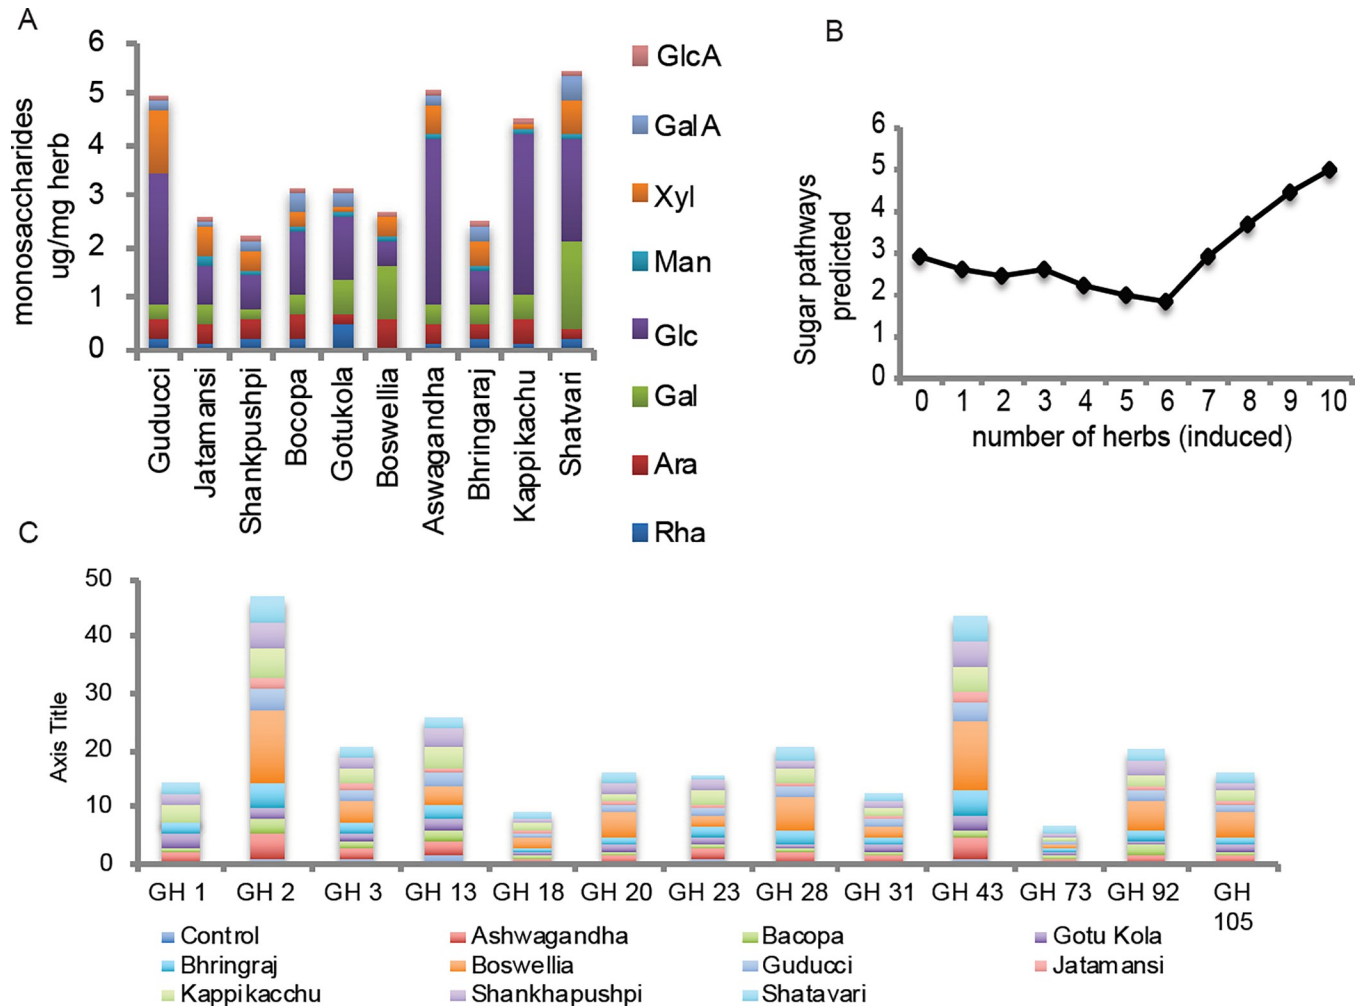 A
monosaccharides
ug/mg herb
6
5
4
3
2
1
0
Guducci
Jatamansi
Shankpushpi
Bocopa
Gotukola
Boswellia
Aswagandha
Bhringaraj
Kappikachu
Shatvari
GlcA
GalA
Xyl
Man
Glc
Gal
Ara
Rha
B
Sugar pathways
predicted
6
5
4
3
2
1
0
0 1 2 3 4 5 6 7 8 9 10
number of herbs (induced)
C
Axis Title
50
40
30
20
10
0
GH 1 GH 2 GH 3 GH 13 GH 18 GH 20 GH 23 GH 28 GH 31 GH 43 GH 73 GH 92 GH
105
Control Ashwagandha Bacopa Gotu Kola
Bhringraj Boswellia Guducci Jatamansi
Kappikacchu Shankhapushpi Shatavari